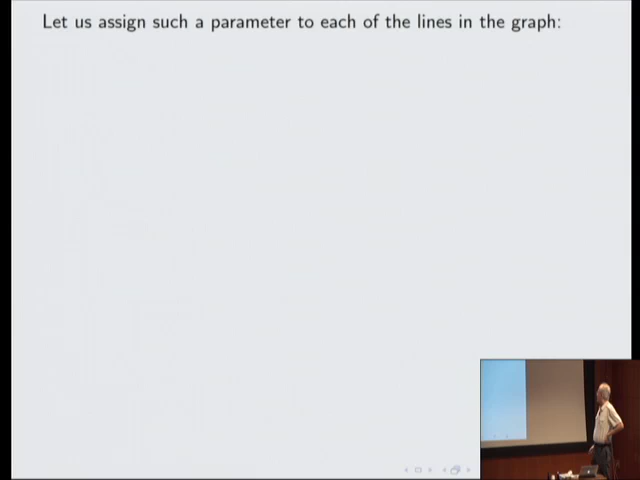 Let us assign such a parameter to each of the lines in the graph: